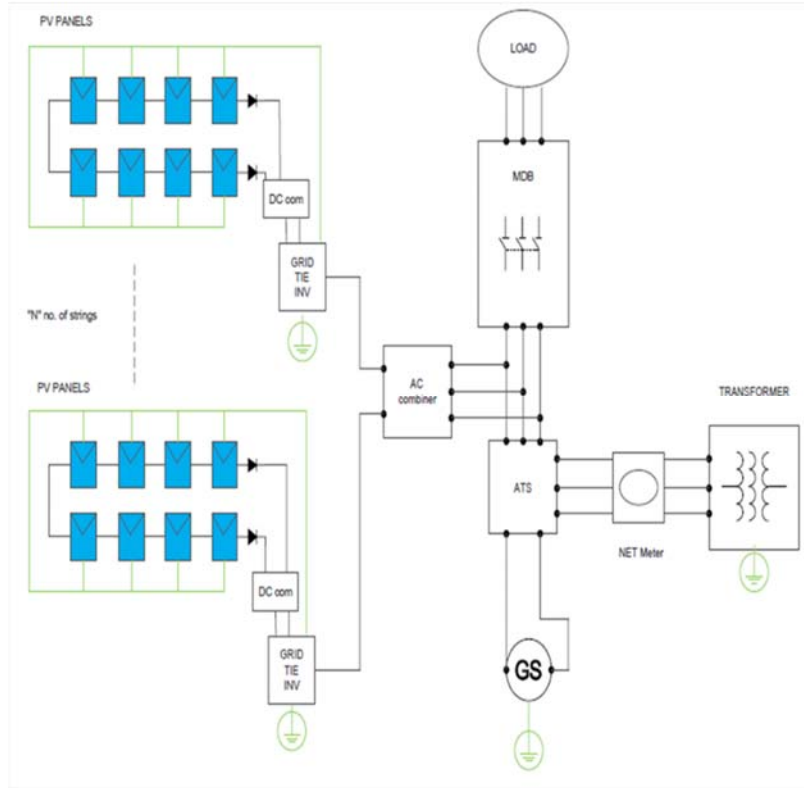 PV PANELS
LOAD
MDB
DC com
GRID
TIE
INV
"N" no. of strings
AC
combiner
PV PANELS
TRANSFORMER
ATS
NET Meter
DC com
GRID
TIE
INV
GS